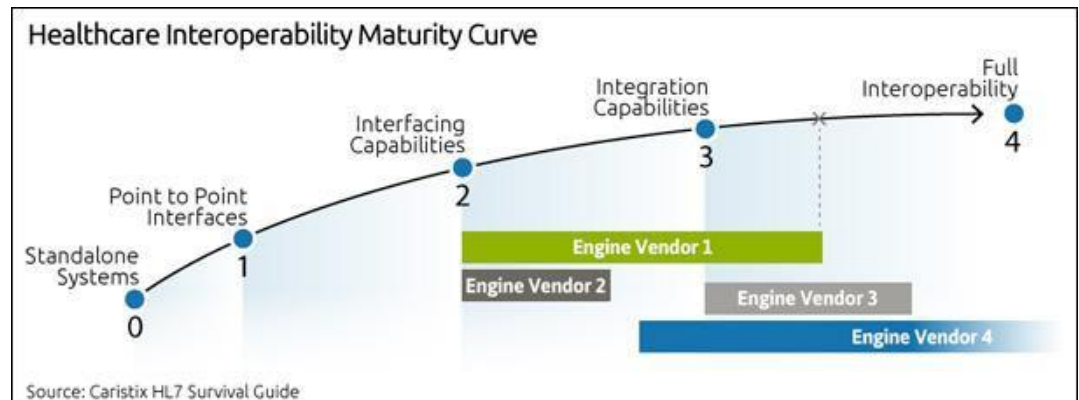 Healthcare Interoperability Maturity Curve
Standalone
Systems
0
Point to Point
Interfaces
1
Interfacing
Capabilities
2
Integration
Capabilities
3
Full
Interoperability
4
Engine Vendor 1
Engine Vendor 2
Engine Vendor 3
Engine Vendor 4
Source: Caristix HL7 Survival Guide